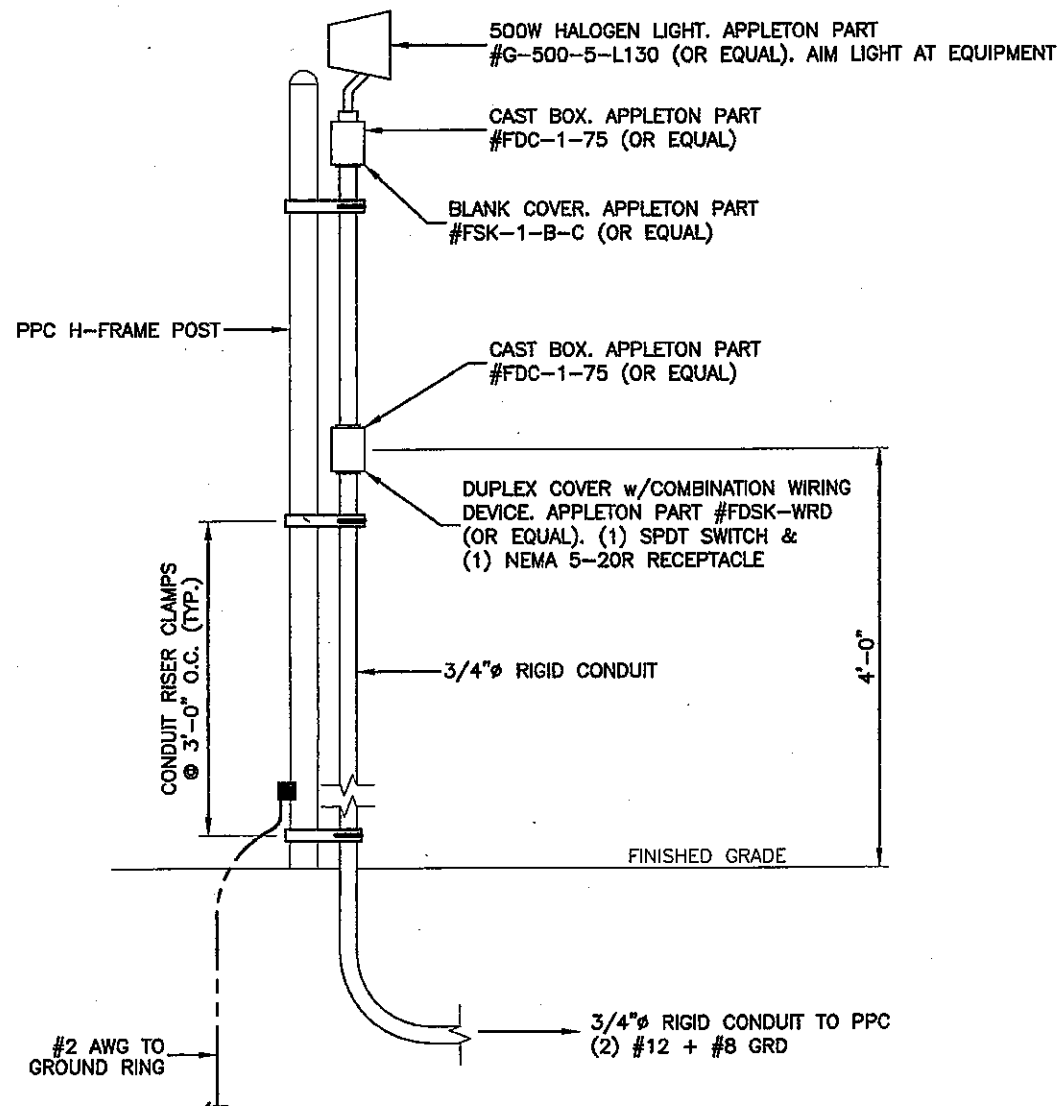 500W HALOGEN LIGHT. APPLETON PART
#G-500-5-L130 (OR EQUAL). AIM LIGHT AT EQUIPMENT
CAST BOX. APPLETON PART
#FDC-1-75 (OR EQUAL)
BLANK COVER. APPLETON PART
#FSK-1-B-C (OR EQUAL)
PPC H-FRAME POST
CAST BOX. APPLETON PART
#FDC-1-75 (OR EQUAL)
DUPLEX COVER w/COMBINATION WIRING
DEVICE. APPLETON PART #FDSK-WRD
(OR EQUAL). (1) SPDT SWITCH &
(1) NEMA 5-20R RECEPTACLE
CONDUIT RISER CLAMPS
@ 3'-0" O.C. (TYP.)
3/4"ø RIGID CONDUIT
4'-0"
FINISHED GRADE
3/4"ø RIGID CONDUIT TO PPC
(2) #12 + #8 GRD
#2 AWG TO
GROUND RING